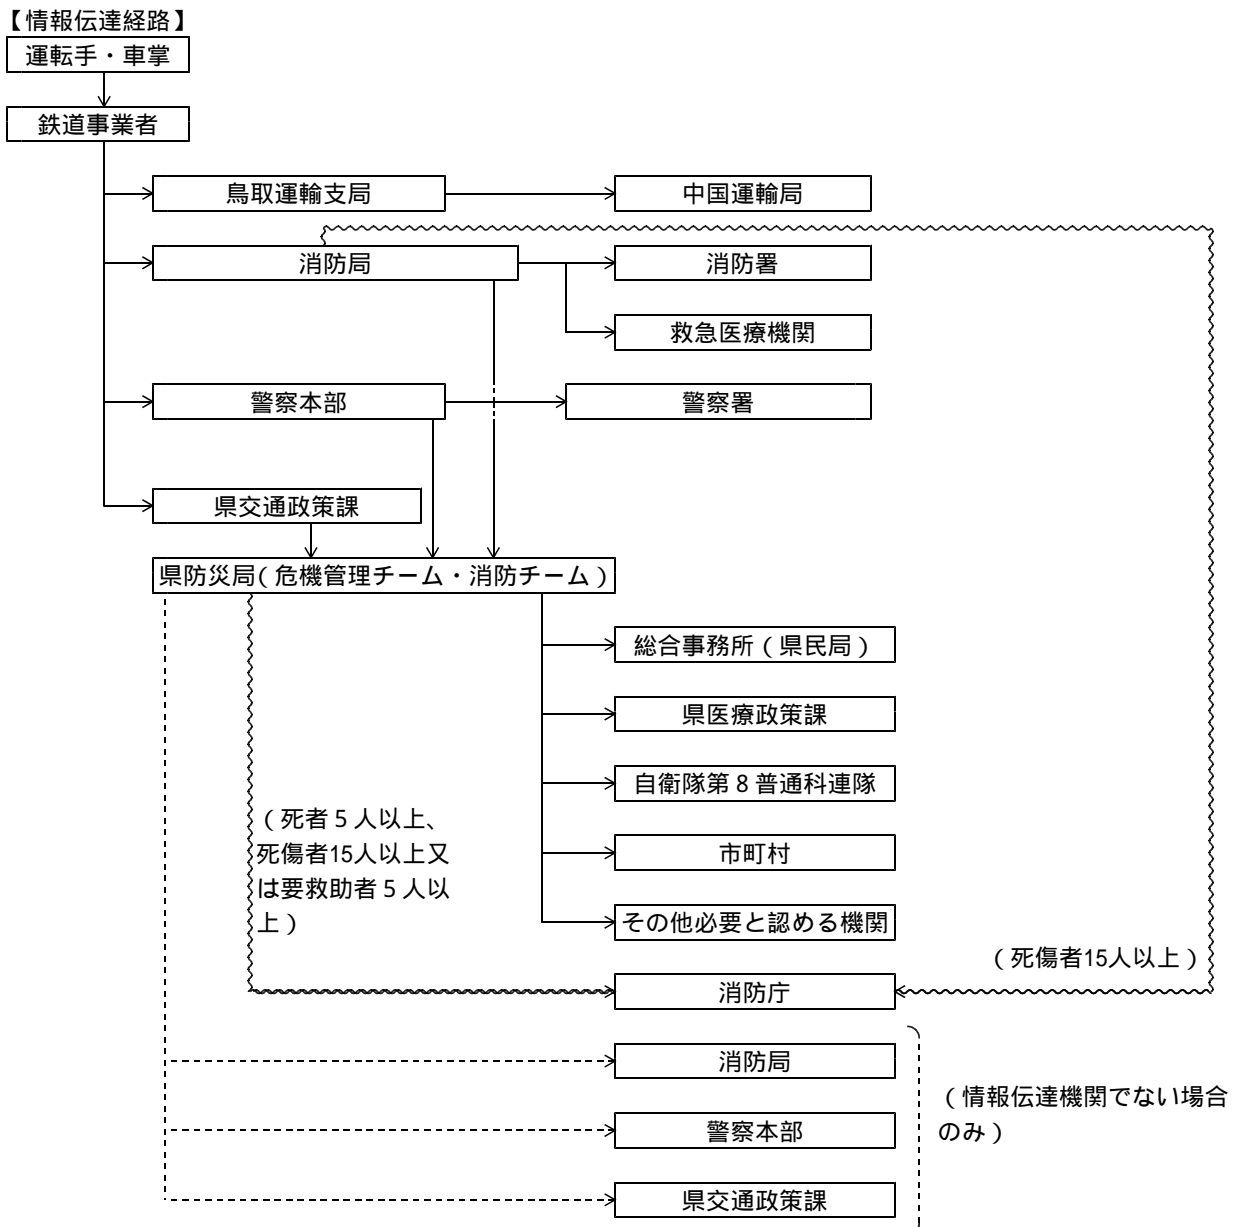 【情報伝達経路】
運転手・車掌
鉄道事業者
鳥取運輸支局
中国運輸局
消防局
消防署
救急医療機関
警察本部
警察署
県交通政策課
県防災局(危機管理チーム・消防チーム)
総合事務所(県民局)
県医療政策課
自衛隊第8普通科連隊
(死者5人以上、
死傷者15人以上又
は要救助者5人以
上)
市町村
その他必要と認める機関
(死傷者15人以上)
消防庁
消防局
(情報伝達機関でない場合
のみ)
警察本部
県交通政策課